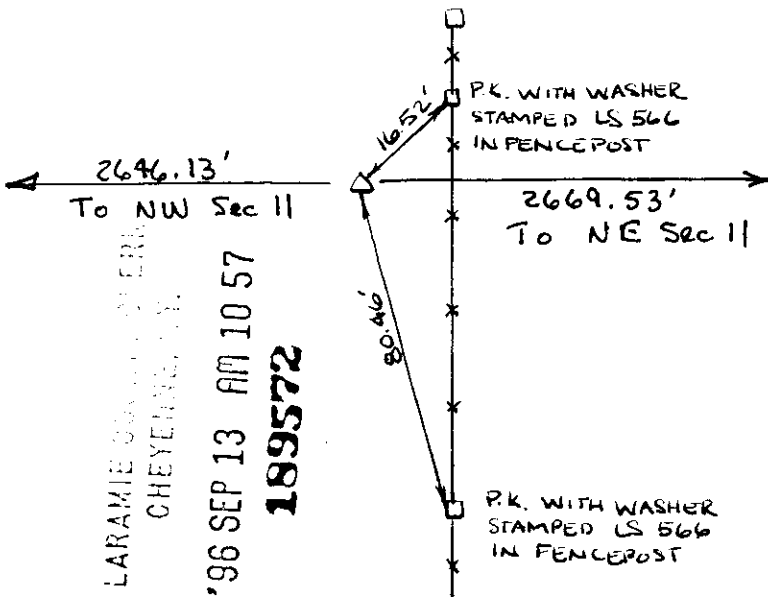 P.K. WITH WASHER
STAMPED LS 566
IN FENCEPOST
16.52'
2646.13'
To NW Sec 11
2669.53'
To NE Sec 11
80.46'
LARAMIE
CHEYENNE,
'96 SEP 13 AM 10 57
189572
P.K. WITH WASHER
STAMPED LS 566
IN FENCEPOST